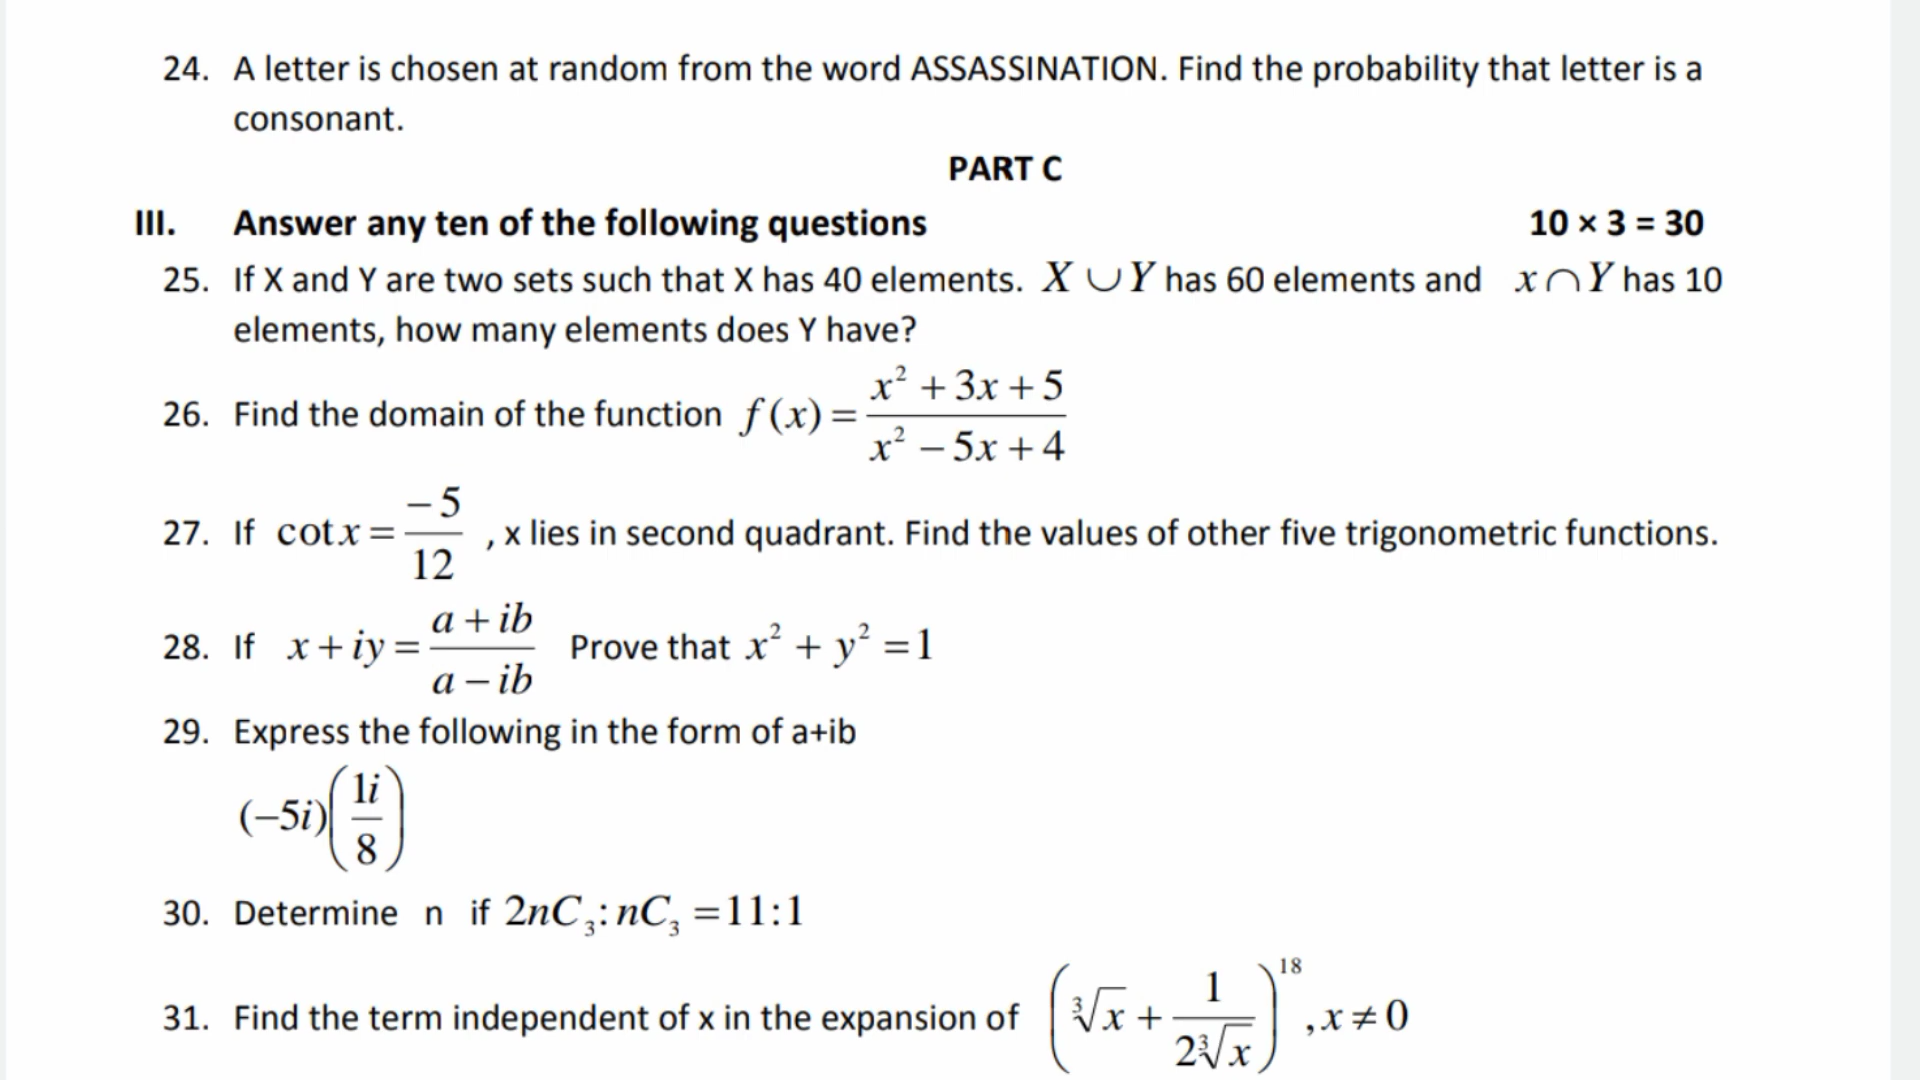 24. A letter is chosen at random from the word ASSASSINATION. Find the probability that letter is a
consonant.
PART C
III. Answer any ten of the following questions 10 × 3 = 30
25. If X and Y are two sets such that X has 40 elements. X ∪ Y has 60 elements and x ∩ Y has 10
elements, how many elements does Y have?
26. Find the domain of the function f(x) = (x² + 3x + 5)/(x² − 5x + 4)
27. If cot x = −5/12 , x lies in second quadrant. Find the values of other five trigonometric functions.
28. If x + iy = (a + ib)/(a − ib) Prove that x² + y² = 1
29. Express the following in the form of a+ib
(−5i)(1i/8)
30. Determine n if 2nC₃ : nC₃ = 11:1
31. Find the term independent of x in the expansion of (∛x + 1/(2∛x))¹⁸ , x ≠ 0